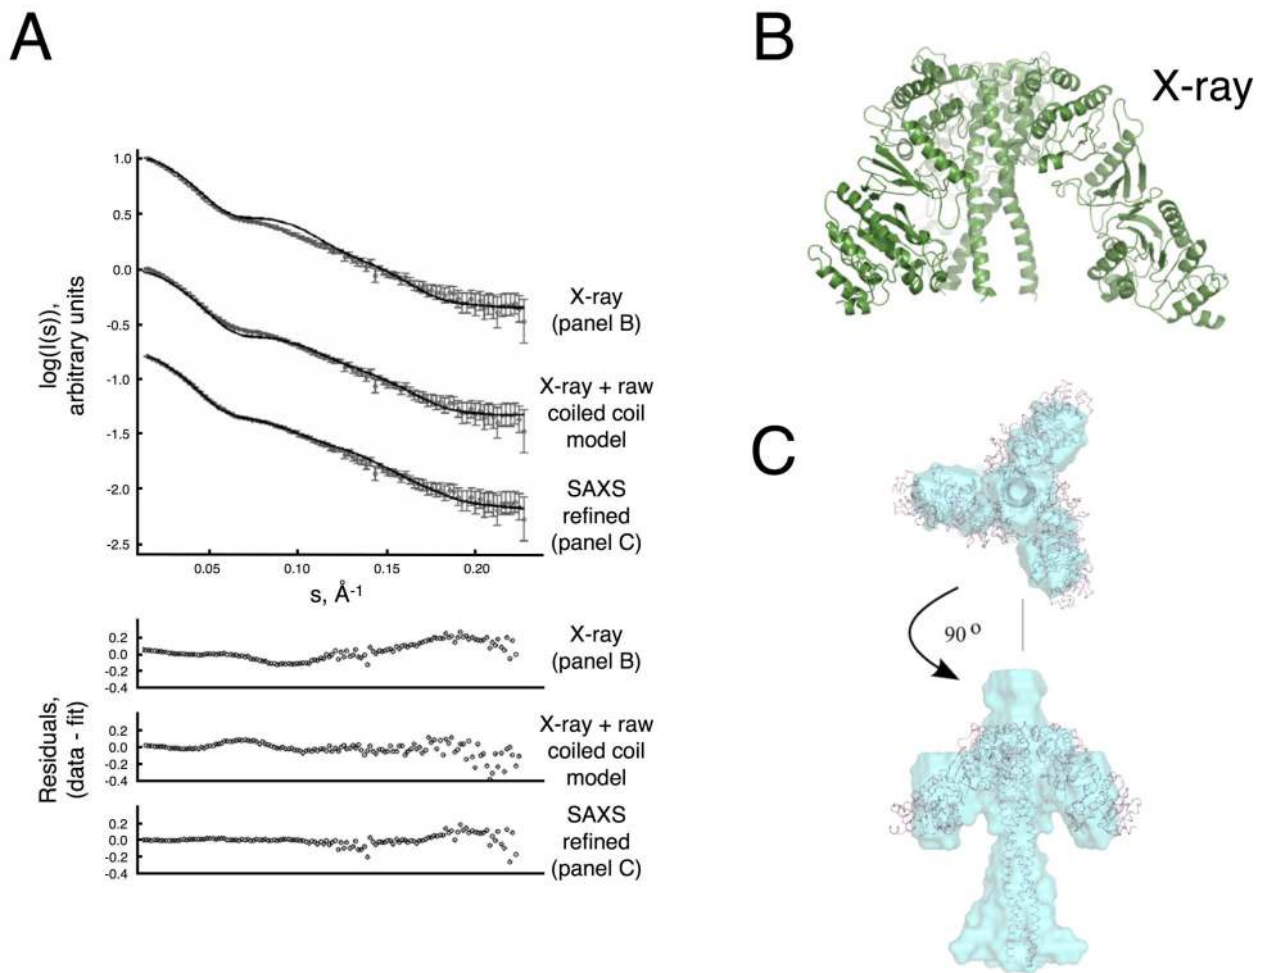 A
1.0
0.5
0.0
-0.5
-1.0
-1.5
-2.0
-2.5
log(I(s)),
arbitrary units
0.05 0.10 0.15 0.20
s, Å-1
X-ray
(panel B)
X-ray + raw
coiled coil
model
SAXS
refined
(panel C)
Residuals,
(data - fit)
0.2
0.0
-0.2
-0.4
X-ray
(panel B)
0.2
0.0
-0.2
-0.4
X-ray + raw
coiled coil
model
0.2
0.0
-0.2
-0.4
SAXS
refined
(panel C)
B
X-ray
C
90 o